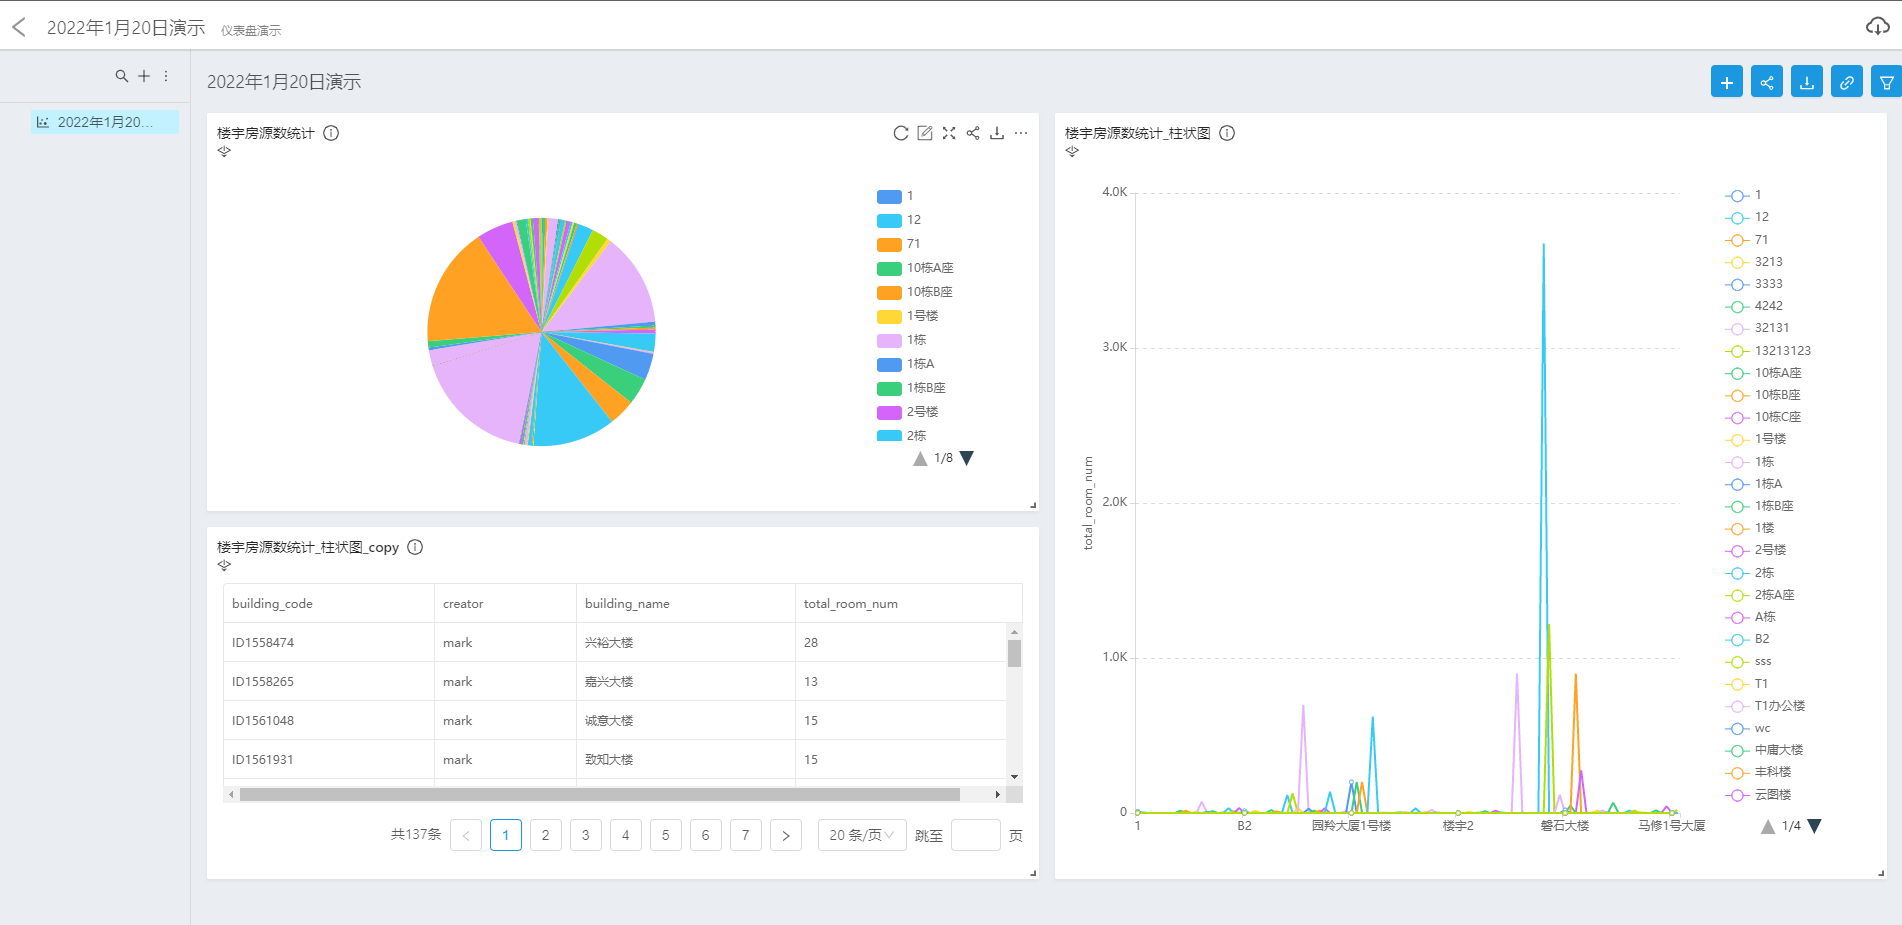 2022年1月20日演示 仪表盘演示
2022年1月20...
2022年1月20日演示
楼宇房源数统计
1
12
71
10栋A座
10栋B座
1号楼
1栋
1栋A
1栋B座
2号楼
2栋
1/8
楼宇房源数统计_柱状图_copy
building_code creator building_name total_room_num
ID1558474 mark 兴裕大楼 28
ID1558265 mark 嘉兴大楼 13
ID1561048 mark 诚意大楼 15
ID1561931 mark 致知大楼 15
共137条 < 1 2 3 4 5 6 7 > 20 条/页 跳至 页
楼宇房源数统计_柱状图
total_room_num
4.0K
3.0K
2.0K
1.0K
0
1 B2 园羚大厦1号楼 楼宇2 磐石大楼 马修1号大厦
1
12
71
3213
3333
4242
32131
13213123
10栋A座
10栋B座
10栋C座
1号楼
1栋
1栋A
1栋B座
1楼
2号楼
2栋
2栋A座
A栋
B2
sss
T1
T1办公楼
wc
中庸大楼
丰科楼
云图楼
1/4